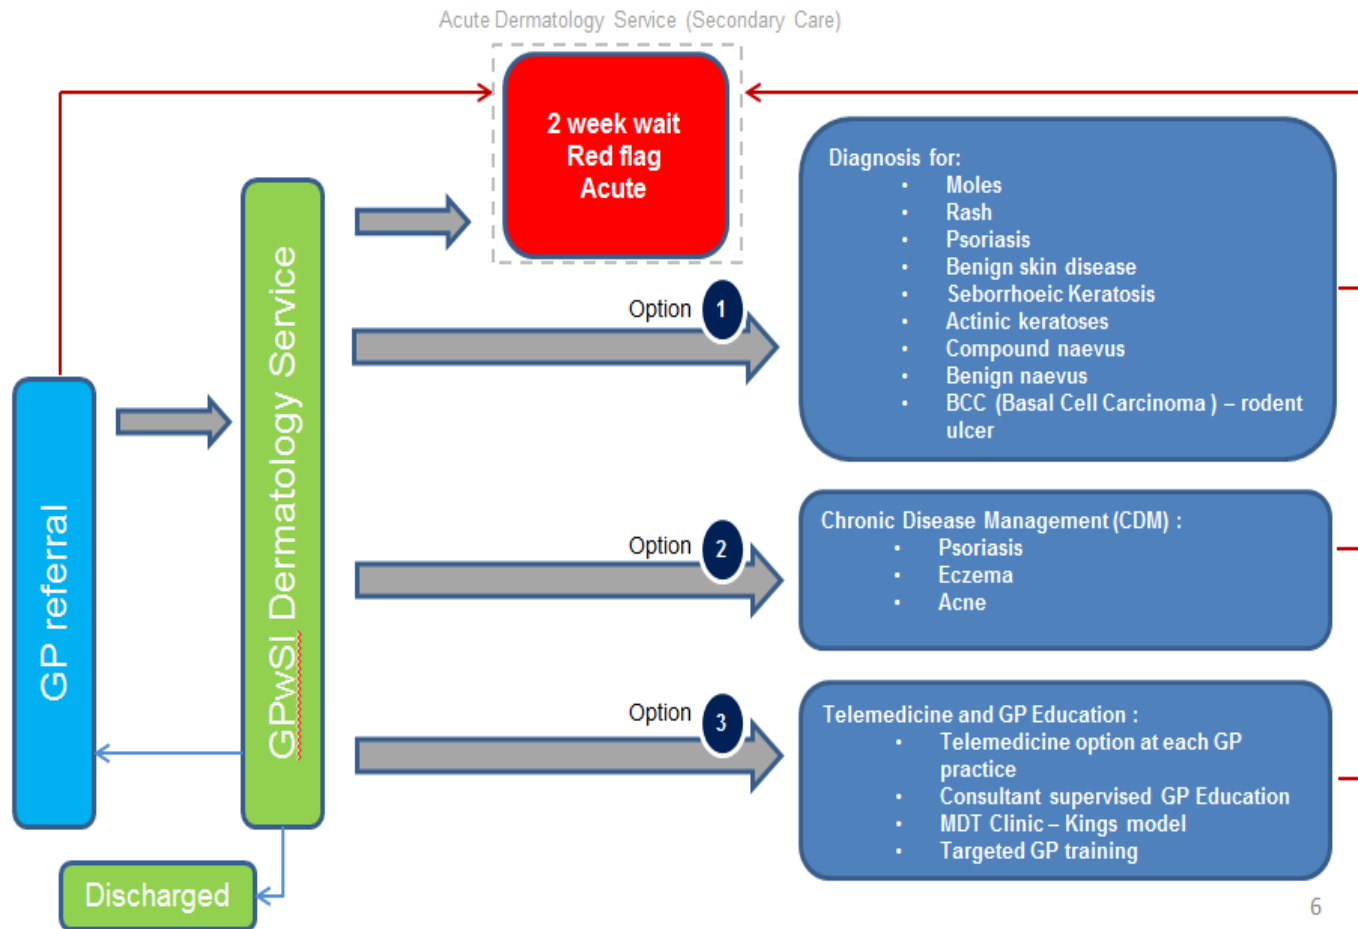 Acute Dermatology Service (Secondary Care)
2 week wait
Red flag
Acute
GP referral
GPwSI Dermatology Service
Discharged
Option 1
Diagnosis for:
• Moles
• Rash
• Psoriasis
• Benign skin disease
• Seborrhoeic Keratosis
• Actinic keratoses
• Compound naevus
• Benign naevus
• BCC (Basal Cell Carcinoma ) – rodent
ulcer
Option 2
Chronic Disease Management (CDM) :
• Psoriasis
• Eczema
• Acne
Option 3
Telemedicine and GP Education :
• Telemedicine option at each GP
practice
• Consultant supervised GP Education
• MDT Clinic – Kings model
• Targeted GP training
6